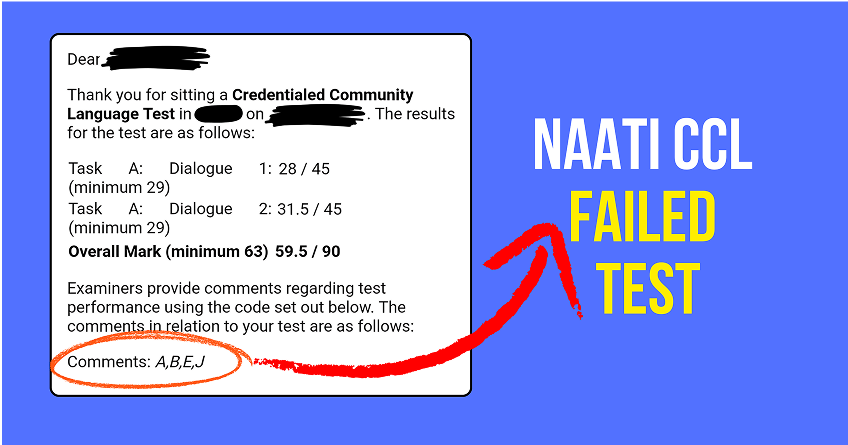 Dear
Thank you for sitting a Credentialed Community
Language Test in on . The results
for the test are as follows:
Task A: Dialogue 1: 28 / 45
(minimum 29)
Task A: Dialogue 2: 31.5 / 45
(minimum 29)
Overall Mark (minimum 63) 59.5 / 90
Examiners provide comments regarding test
performance using the code set out below. The
comments in relation to your test are as follows:
Comments: A,B,E,J
NAATI CCL
FAILED
TEST